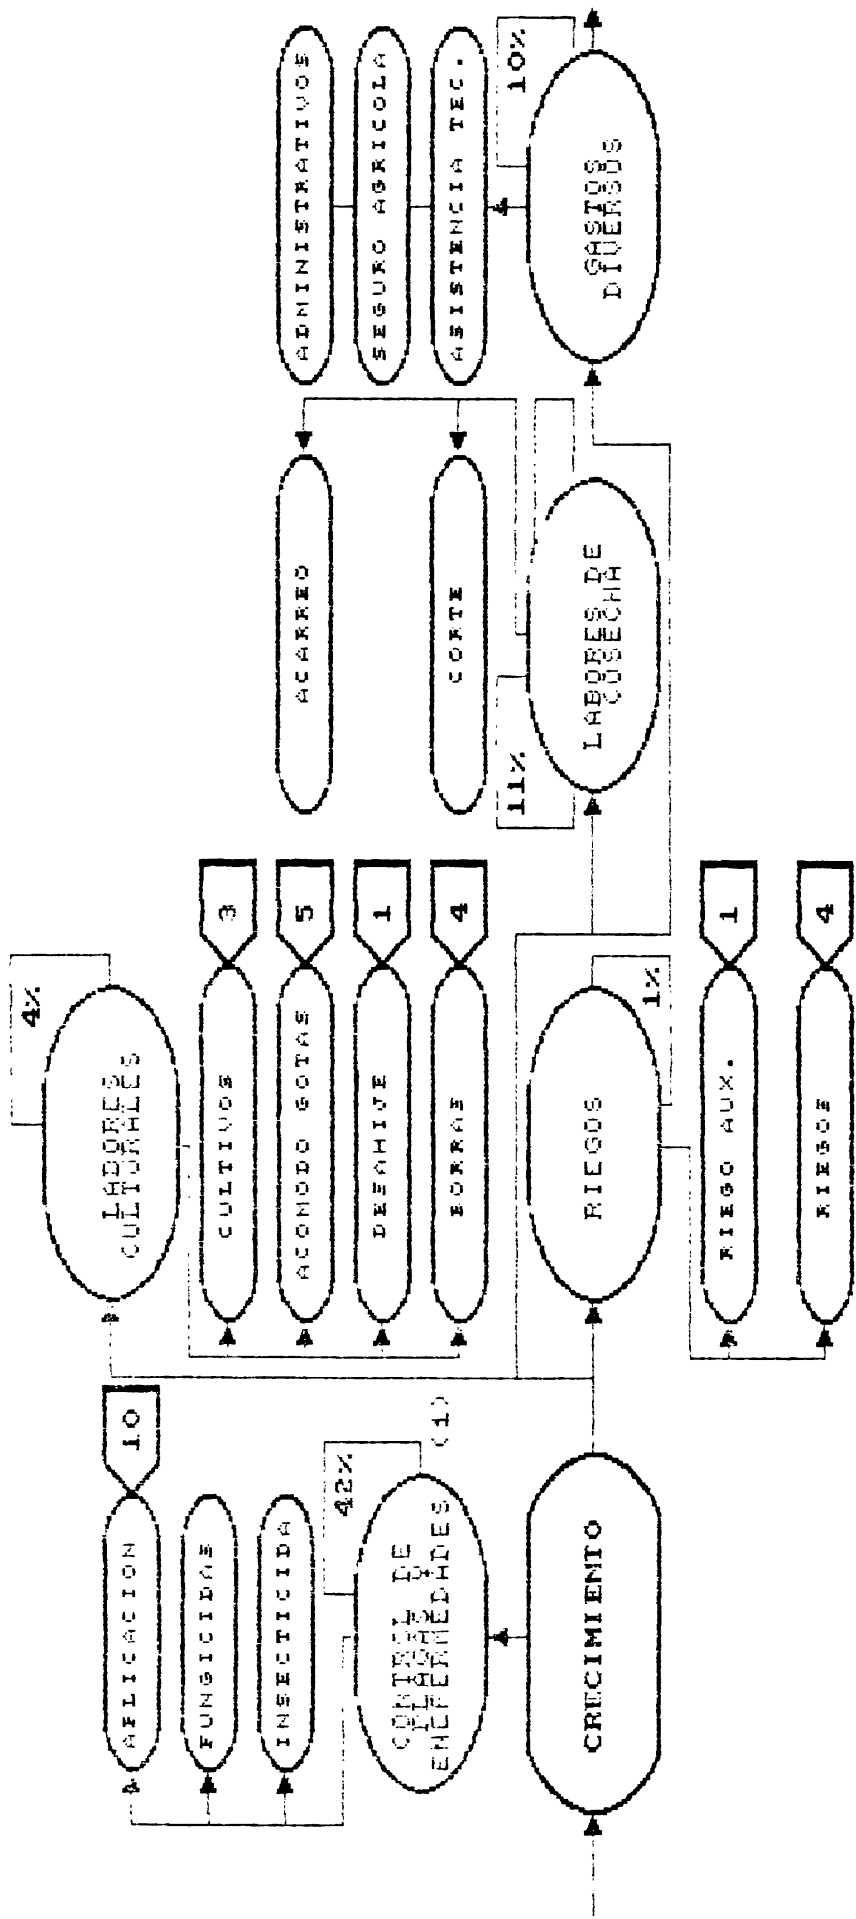 APLICACION
10
FUNGICIDAS
INSECTICIDA
42%
CONTROL DE
PLAGAS Y
ENCFERMEDADES
(1)
CRECIMIENTO
4%
LABORES
CULTURALES
CULTIVOS
3
ACOMODO GOTAS
5
DESAHIJE
1
BORRAS
4
RIEGOS
1%
RIEGO AUX.
1
RIEGOS
4
ACARREO
CORTE
11%
LABORES DE
COSECHA
ADMINISTRATIVOS
SEGURO AGRICOLA
ASISTENCIA TEC.
10%
GASTOS
DIVERSOS